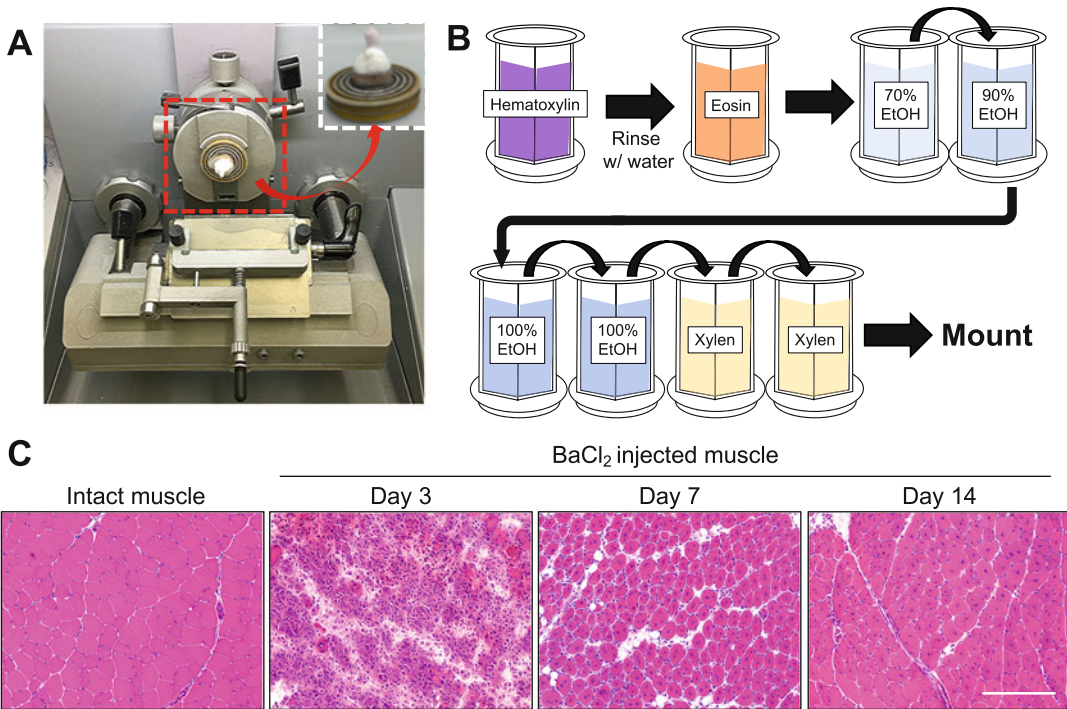 A
B
Hematoxylin
Rinse
w/ water
Eosin
70%
EtOH
90%
EtOH
100%
EtOH
100%
EtOH
Xylen
Xylen
Mount
C
BaCl₂ injected muscle
Intact muscle
Day 3
Day 7
Day 14